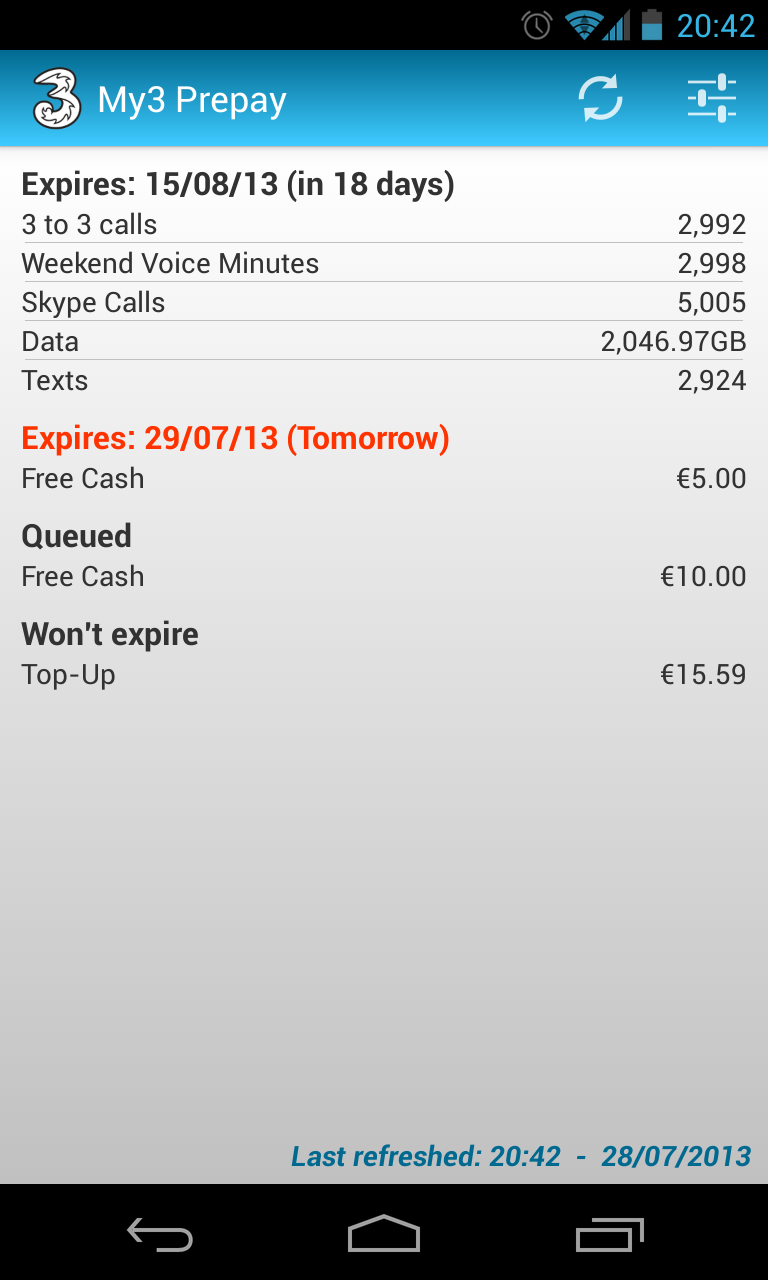 20:42
3 My3 Prepay
Expires: 15/08/13 (in 18 days)
3 to 3 calls 2,992
Weekend Voice Minutes 2,998
Skype Calls 5,005
Data 2,046.97GB
Texts 2,924
Expires: 29/07/13 (Tomorrow)
Free Cash €5.00
Queued
Free Cash €10.00
Won't expire
Top-Up €15.59
Last refreshed: 20:42 - 28/07/2013